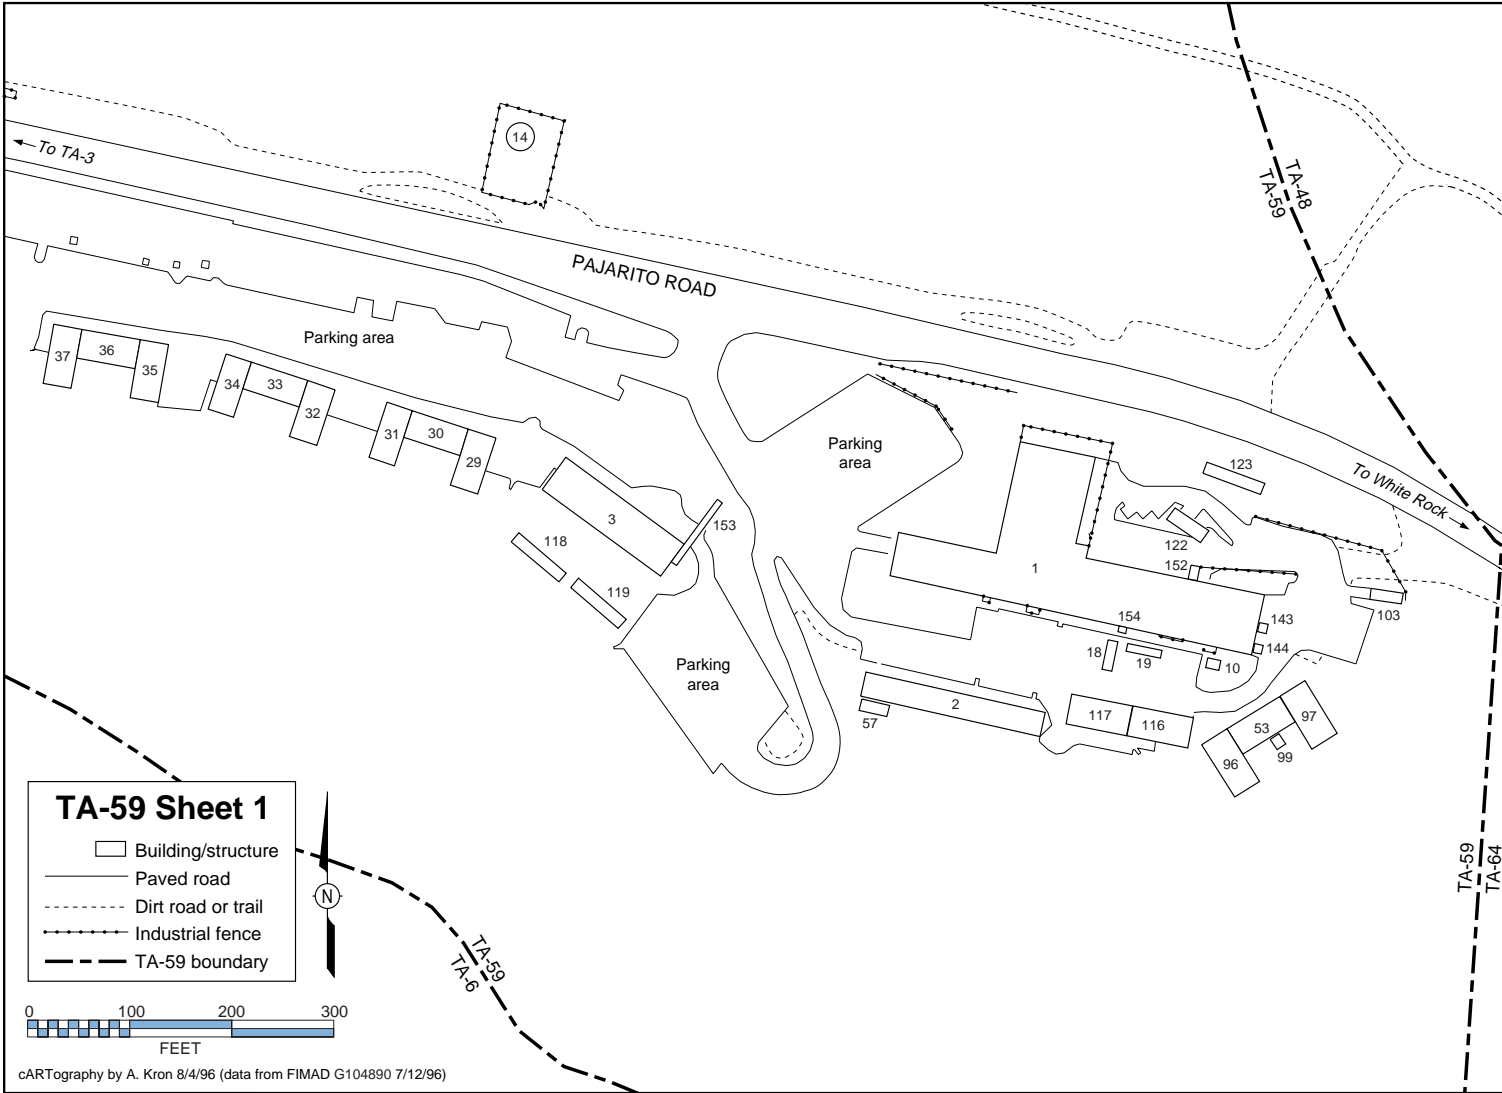 14
To TA-3
TA-48
TA-59
PAJARITO ROAD
Parking area
37
36
35
34
33
32
31
30
29
Parking
area
To White Rock
123
3
153
118
119
122
152
1
103
154
143
144
18
19
10
Parking
area
2
57
117
116
53
97
96
99
TA-59 Sheet 1
Building/structure
Paved road
Dirt road or trail
Industrial fence
TA-59 boundary
N
TA-59
TA-6
TA-59
TA-64
0 100 200 300
FEET
cARTography by A. Kron 8/4/96 (data from FIMAD G104890 7/12/96)